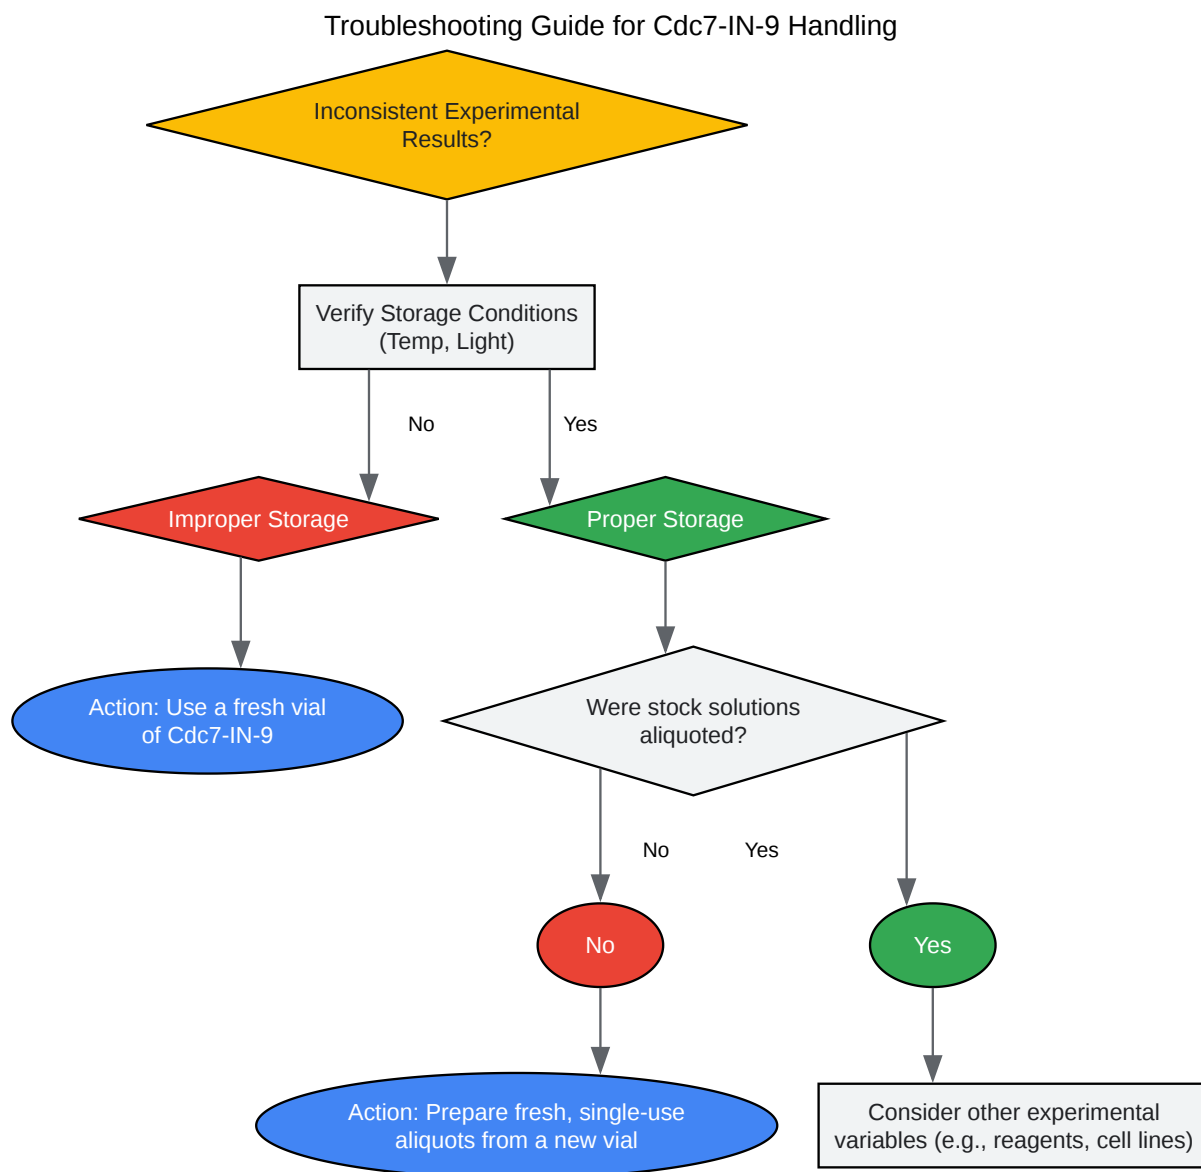 Troubleshooting Guide for Cdc7-IN-9 Handling
Inconsistent Experimental
Results?
Verify Storage Conditions
(Temp, Light)
No
Yes
Improper Storage
Proper Storage
Action: Use a fresh vial
of Cdc7-IN-9
Were stock solutions
aliquoted?
No
Yes
No
Yes
Action: Prepare fresh, single-use
aliquots from a new vial
Consider other experimental
variables (e.g., reagents, cell lines)